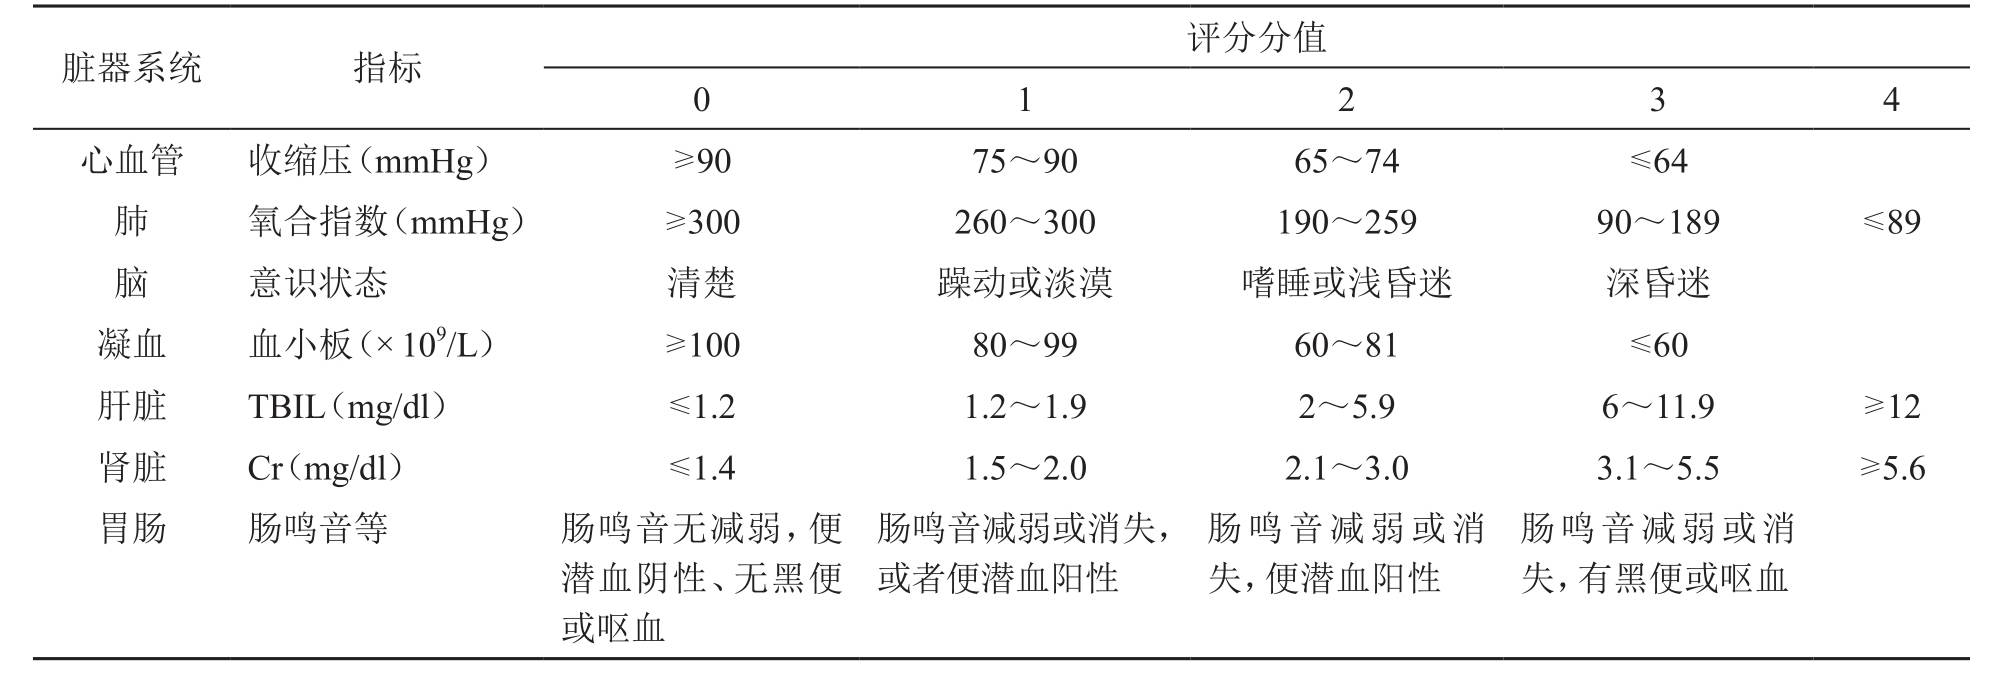 评分分值
脏器系统 指标
0 1 2 3 4
心血管 收缩压（mmHg） ≥90 75～90 65～74 ≤64
肺 氧合指数（mmHg） ≥300 260～300 190～259 90～189 ≤89
脑 意识状态 清楚 躁动或淡漠 嗜睡或浅昏迷 深昏迷
凝血 血小板（×10⁹/L） ≥100 80～99 60～81 ≤60
肝脏 TBIL（mg/dl） ≤1.2 1.2～1.9 2～5.9 6～11.9 ≥12
肾脏 Cr（mg/dl） ≤1.4 1.5～2.0 2.1～3.0 3.1～5.5 ≥5.6
胃肠 肠鸣音等 肠鸣音无减弱，便 肠鸣音减弱或消失， 肠鸣音减弱或消 肠鸣音减弱或消
潜血阴性、无黑便 或者便潜血阳性 失，便潜血阳性 失，有黑便或呕血
或呕血